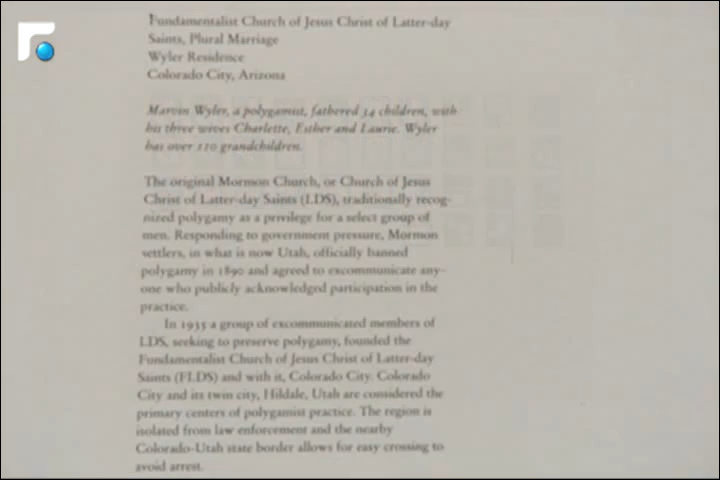 Fundamentalist Church of Jesus Christ of Latter-day
Saints, Plural Marriage
Wyler Residence
Colorado City, Arizona
Marvin Wyler, a polygamist, fathered 34 children, with
his three wives Charlette, Esther and Laurie. Wyler
has over 110 grandchildren.
The original Mormon Church, or Church of Jesus
Christ of Latter-day Saints (LDS), traditionally recog-
nized polygamy as a privilege for a select group of
men. Responding to government pressure, Mormon
settlers, in what is now Utah, officially banned
polygamy in 1890 and agreed to excommunicate any-
one who publicly acknowledged participation in the
practice.
In 1935 a group of excommunicated members of
LDS, seeking to preserve polygamy, founded the
Fundamentalist Church of Jesus Christ of Latter-day
Saints (FLDS) and with it, Colorado City. Colorado
City and its twin city, Hildale, Utah are considered the
primary centers of polygamist practice. The region is
isolated from law enforcement and the nearby
Colorado-Utah state border allows for easy crossing to
avoid arrest.